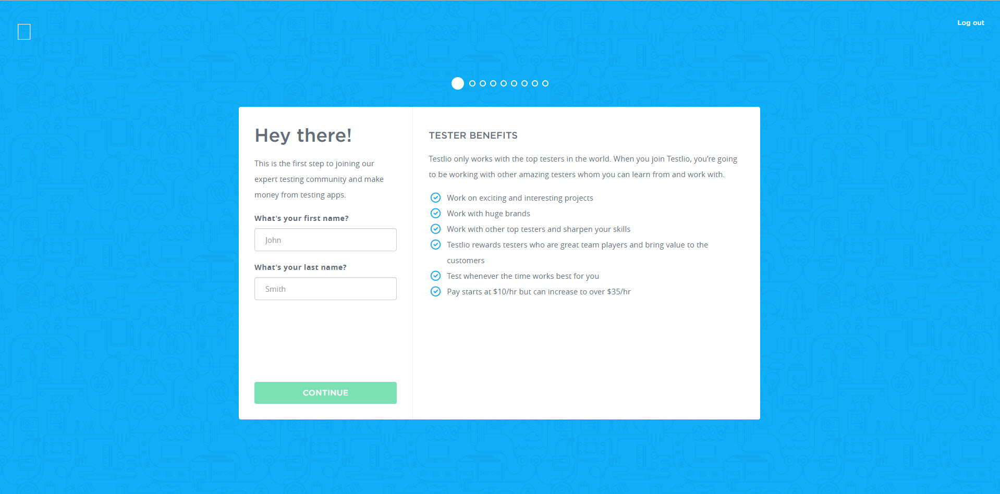 Log out
Hey there!
This is the first step to joining our
expert testing community and make
money from testing apps.
What's your first name?
John
What's your last name?
Smith
CONTINUE
TESTER BENEFITS
Testlio only works with the top testers in the world. When you join Testlio, you’re going
to be working with other amazing testers whom you can learn from and work with.
Work on exciting and interesting projects
Work with huge brands
Work with other top testers and sharpen your skills
Testlio rewards testers who are great team players and bring value to the
customers
Test whenever the time works best for you
Pay starts at $10/hr but can increase to over $35/hr